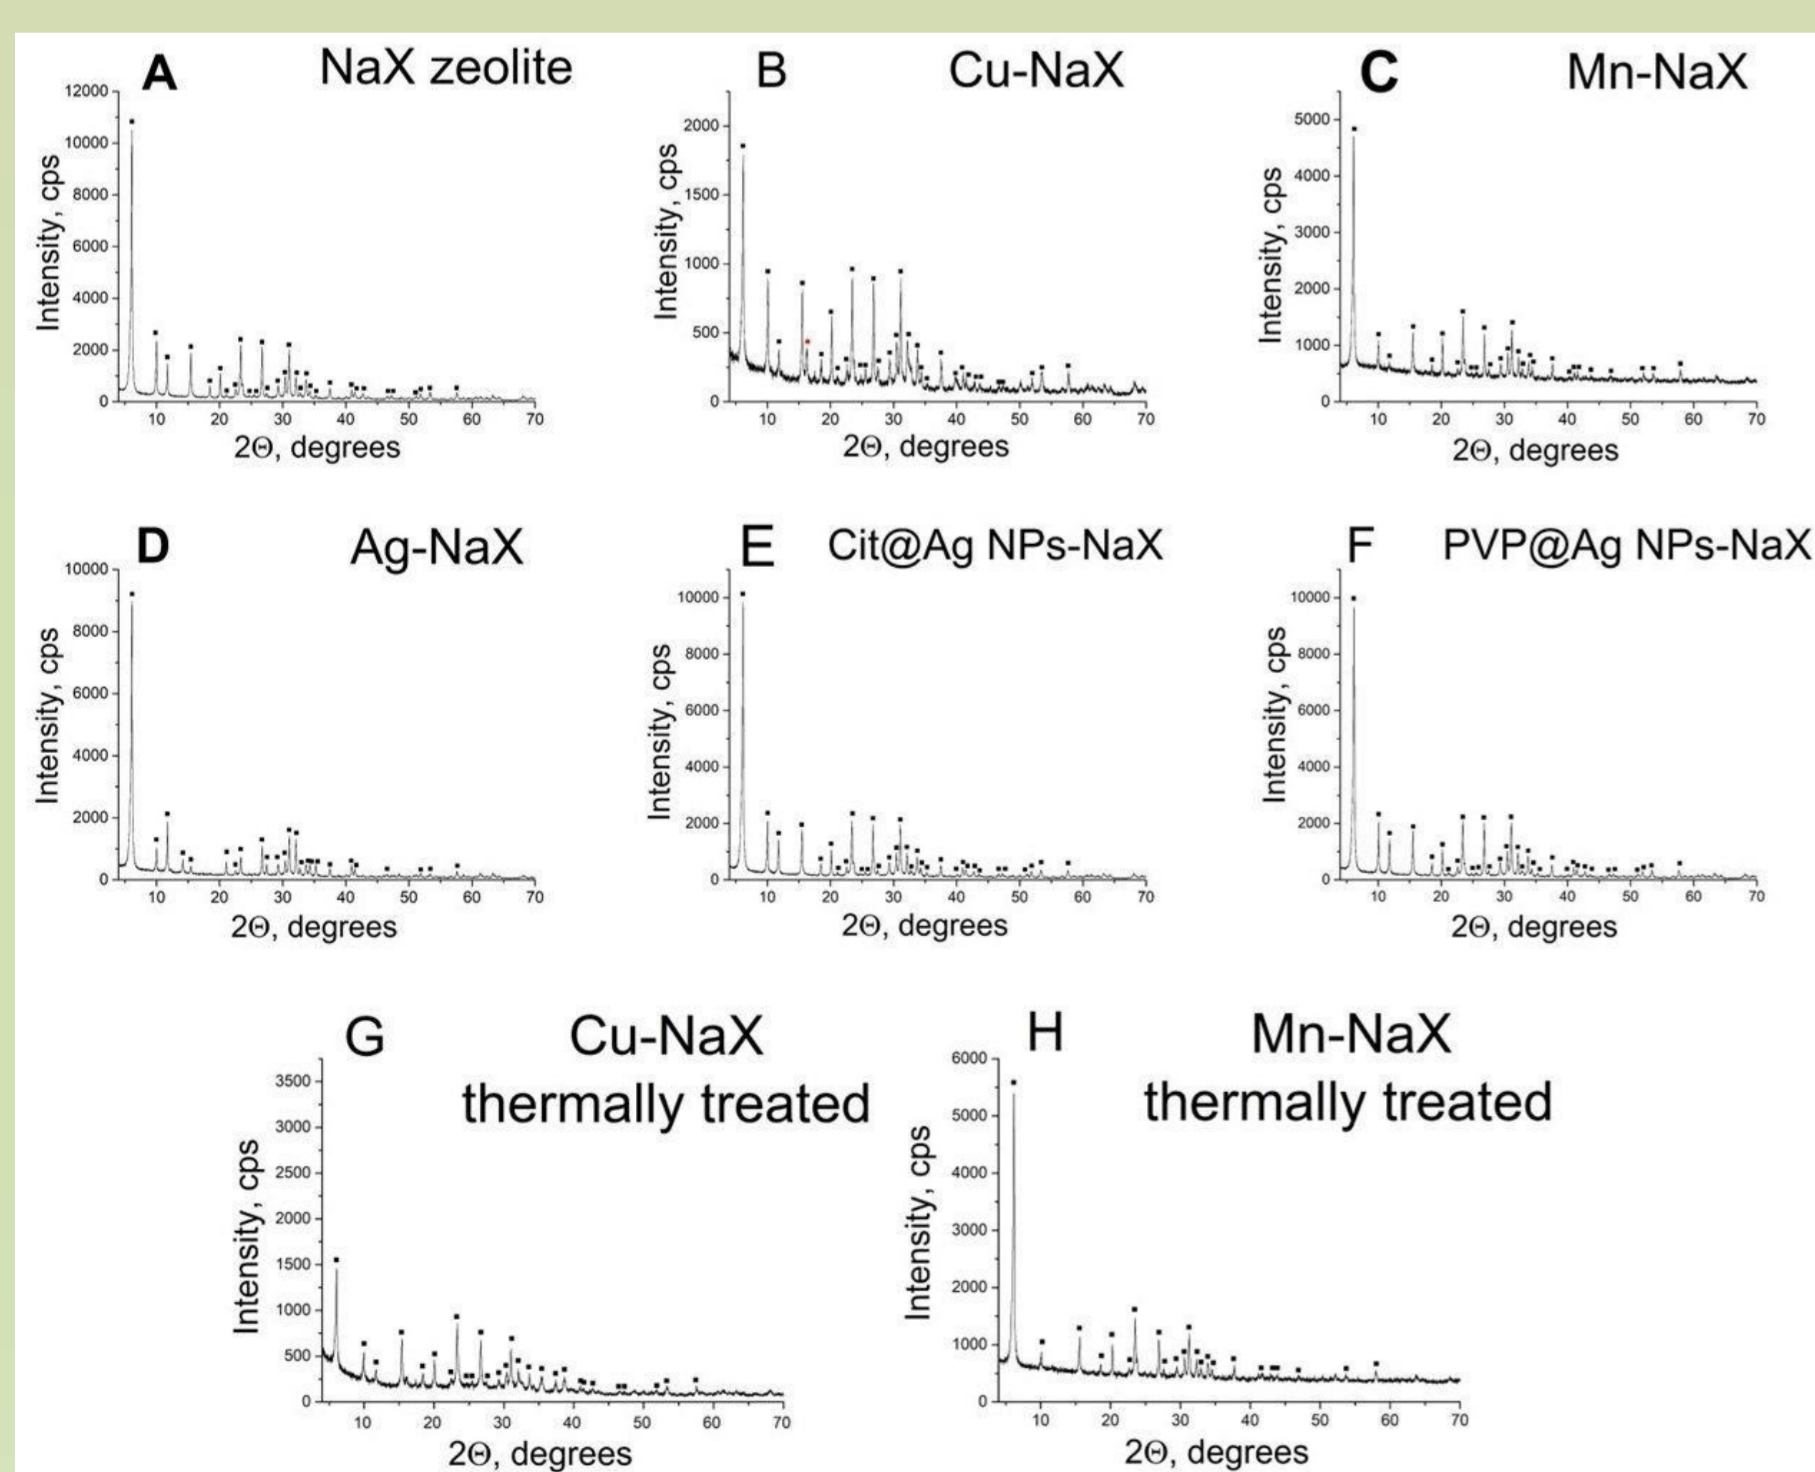 A NaX zeolite
12000
10000
8000
6000
4000
2000
0
Intensity, cps
10 20 30 40 50 60 70
2Θ, degrees
B Cu-NaX
2000
1500
1000
500
0
Intensity, cps
10 20 30 40 50 60 70
2Θ, degrees
C Mn-NaX
5000
4000
3000
2000
1000
0
Intensity, cps
10 20 30 40 50 60 70
2Θ, degrees
D Ag-NaX
10000
8000
6000
4000
2000
0
Intensity, cps
10 20 30 40 50 60 70
2Θ, degrees
E Cit@Ag NPs-NaX
10000
8000
6000
4000
2000
0
Intensity, cps
10 20 30 40 50 60 70
2Θ, degrees
F PVP@Ag NPs-NaX
10000
8000
6000
4000
2000
0
Intensity, cps
10 20 30 40 50 60 70
2Θ, degrees
G Cu-NaX
thermally treated
3500
3000
2500
2000
1500
1000
500
0
Intensity, cps
10 20 30 40 50 60 70
2Θ, degrees
H Mn-NaX
thermally treated
6000
5000
4000
3000
2000
1000
0
Intensity, cps
10 20 30 40 50 60 70
2Θ, degrees